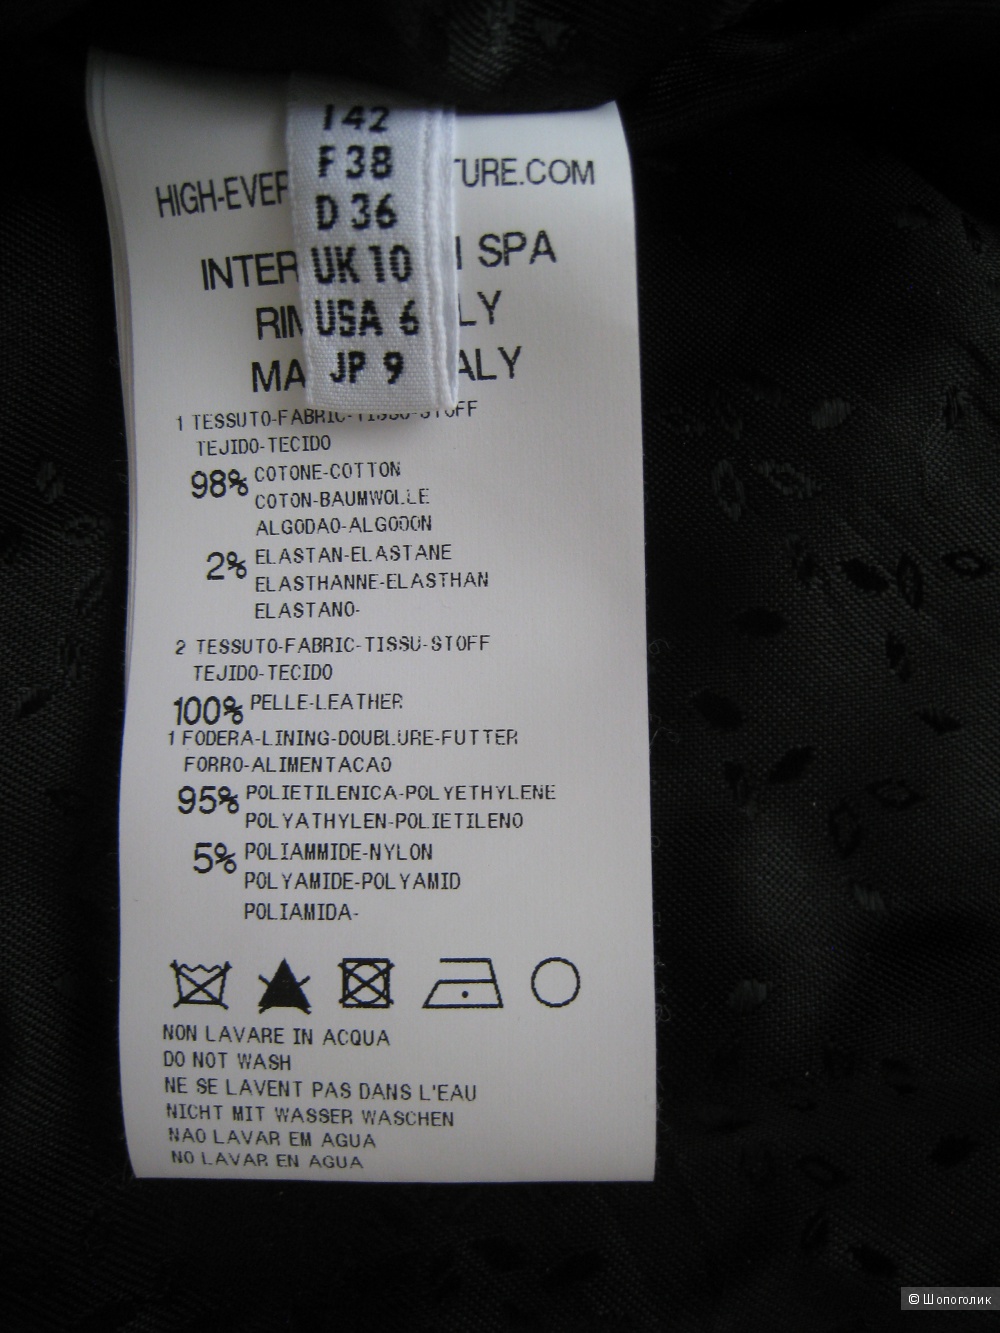 I 42
F 38
D 36
UK 10
USA 6
JP 9
HIGH-EVER TURE.COM
INTER SPA
RIM LY
MA ALY
1 TESSUTO-FABRIC-TISSU-STOFF
TEJIDO-TECIDO
98% COTONE-COTTON
COTON-BAUMWOLLE
ALGODAO-ALGODON
2% ELASTAN-ELASTANE
ELASTHANNE-ELASTHAN
ELASTANO-
2 TESSUTO-FABRIC-TISSU-STOFF
TEJIDO-TECIDO
100% PELLE-LEATHER
1 FODERA-LINING-DOUBLURE-FUTTER
FORRO-ALIMENTACAO
95% POLIETILENICA-POLYETHYLENE
POLYATHYLEN-POLIETILENO
5% POLIAMMIDE-NYLON
POLYAMIDE-POLYAMID
POLIAMIDA-
NON LAVARE IN ACQUA
DO NOT WASH
NE SE LAVENT PAS DANS L'EAU
NICHT MIT WASSER WASCHEN
NAO LAVAR EM AGUA
NO LAVAR EN AGUA
© Шопоголик